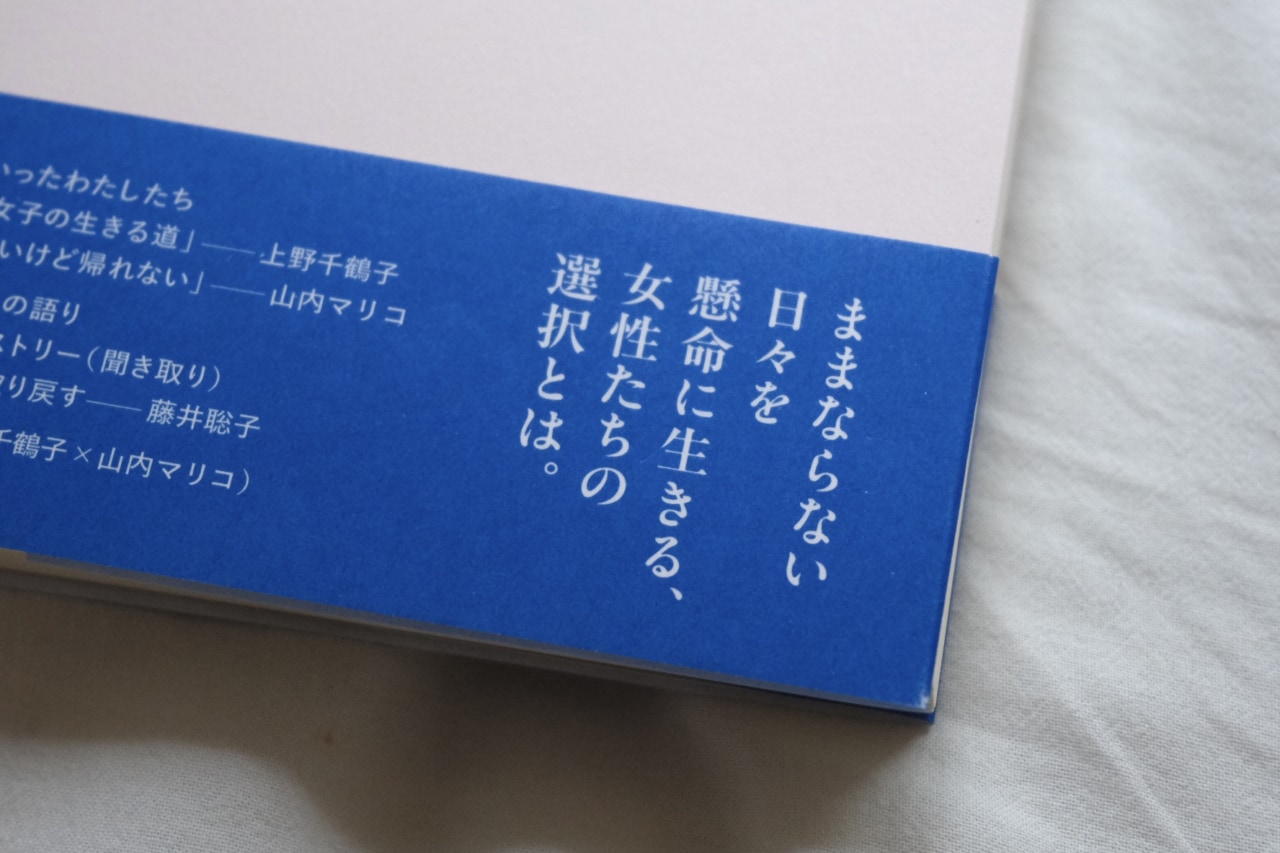 ままならない
日々を
懸命に生きる、
女性たちの
選択とは。
いったわたしたち
女子の生きる道」——上野千鶴子
いけど帰れない」——山内マリコ
の語り
ストリー(聞き取り)
り戻す——藤井聡子
千鶴子×山内マリコ)